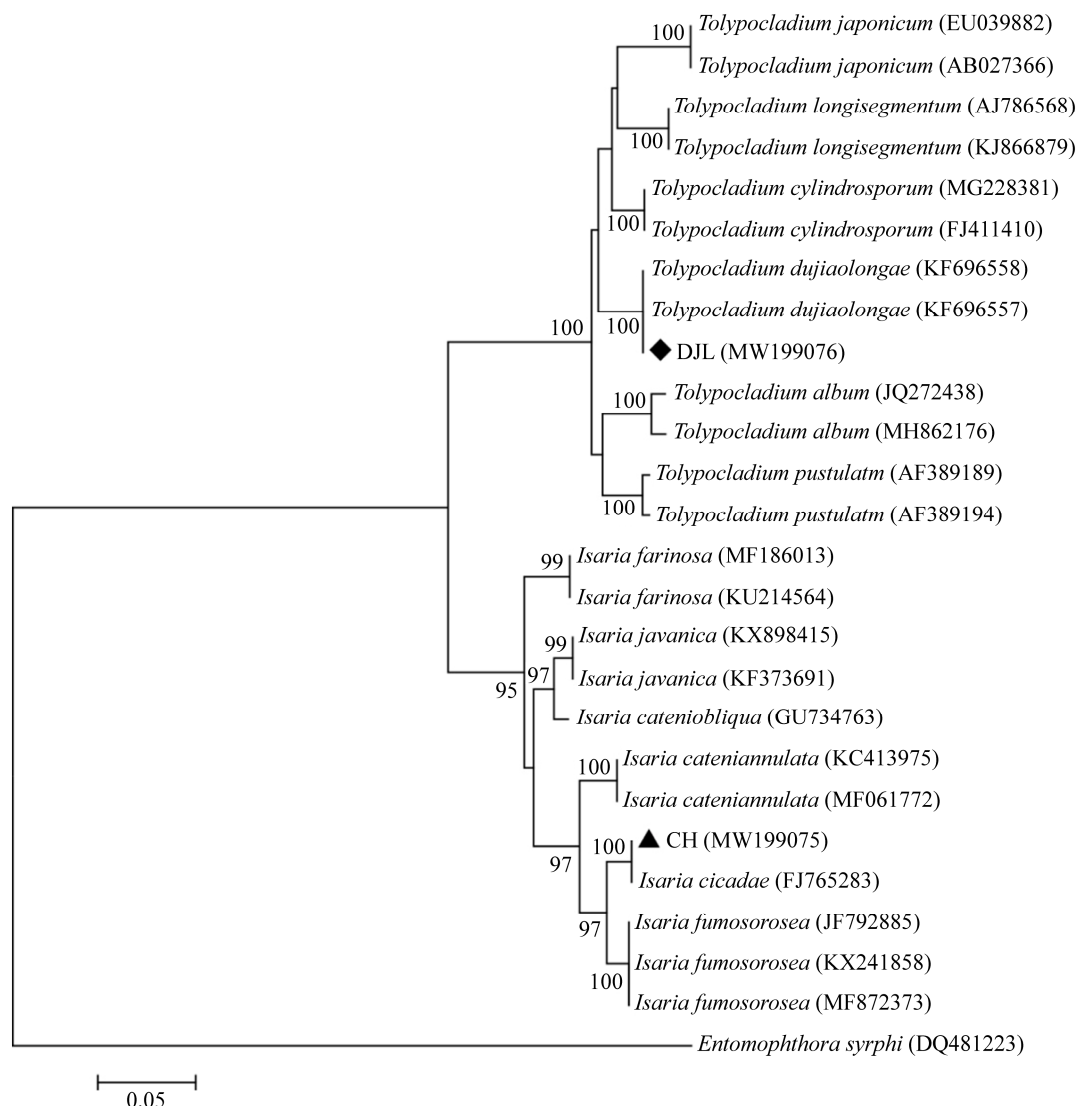 100
Tolypocladium japonicum (EU039882)
Tolypocladium japonicum (AB027366)
Tolypocladium longisegmentum (AJ786568)
100
Tolypocladium longisegmentum (KJ866879)
Tolypocladium cylindrosporum (MG228381)
100
Tolypocladium cylindrosporum (FJ411410)
Tolypocladium dujiaolongae (KF696558)
Tolypocladium dujiaolongae (KF696557)
100
100
DJL (MW199076)
Tolypocladium album (JQ272438)
100
Tolypocladium album (MH862176)
Tolypocladium pustulatm (AF389189)
100
Tolypocladium pustulatm (AF389194)
99
Isaria farinosa (MF186013)
Isaria farinosa (KU214564)
99
Isaria javanica (KX898415)
95
97
Isaria javanica (KF373691)
Isaria cateniobliqua (GU734763)
100
Isaria cateniannulata (KC413975)
Isaria cateniannulata (MF061772)
100
CH (MW199075)
97
Isaria cicadae (FJ765283)
97
Isaria fumosorosea (JF792885)
Isaria fumosorosea (KX241858)
100
Isaria fumosorosea (MF872373)
Entomophthora syrphi (DQ481223)
0.05